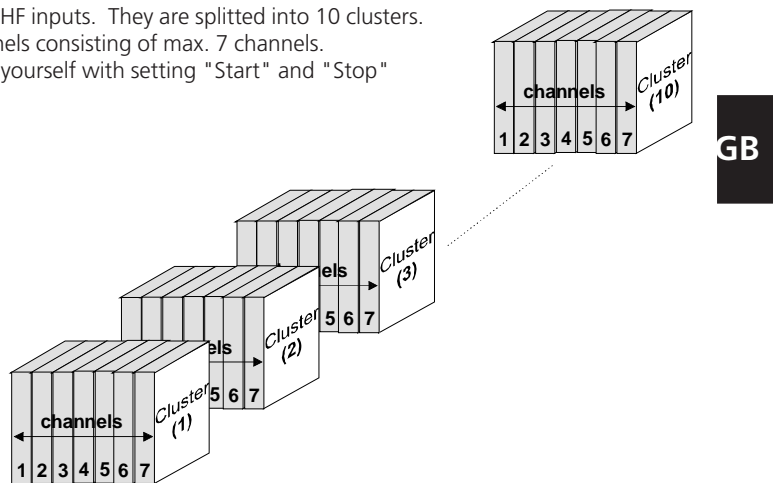 HF inputs. They are splitted into 10 clusters.
nels consisting of max. 7 channels.
yourself with setting "Start" and "Stop"
channels
Cluster
(10)
1 2 3 4 5 6 7
GB
els
Cluster
(3)
5 6 7
els
Cluster
(2)
5 6 7
channels
Cluster
(1)
1 2 3 4 5 6 7